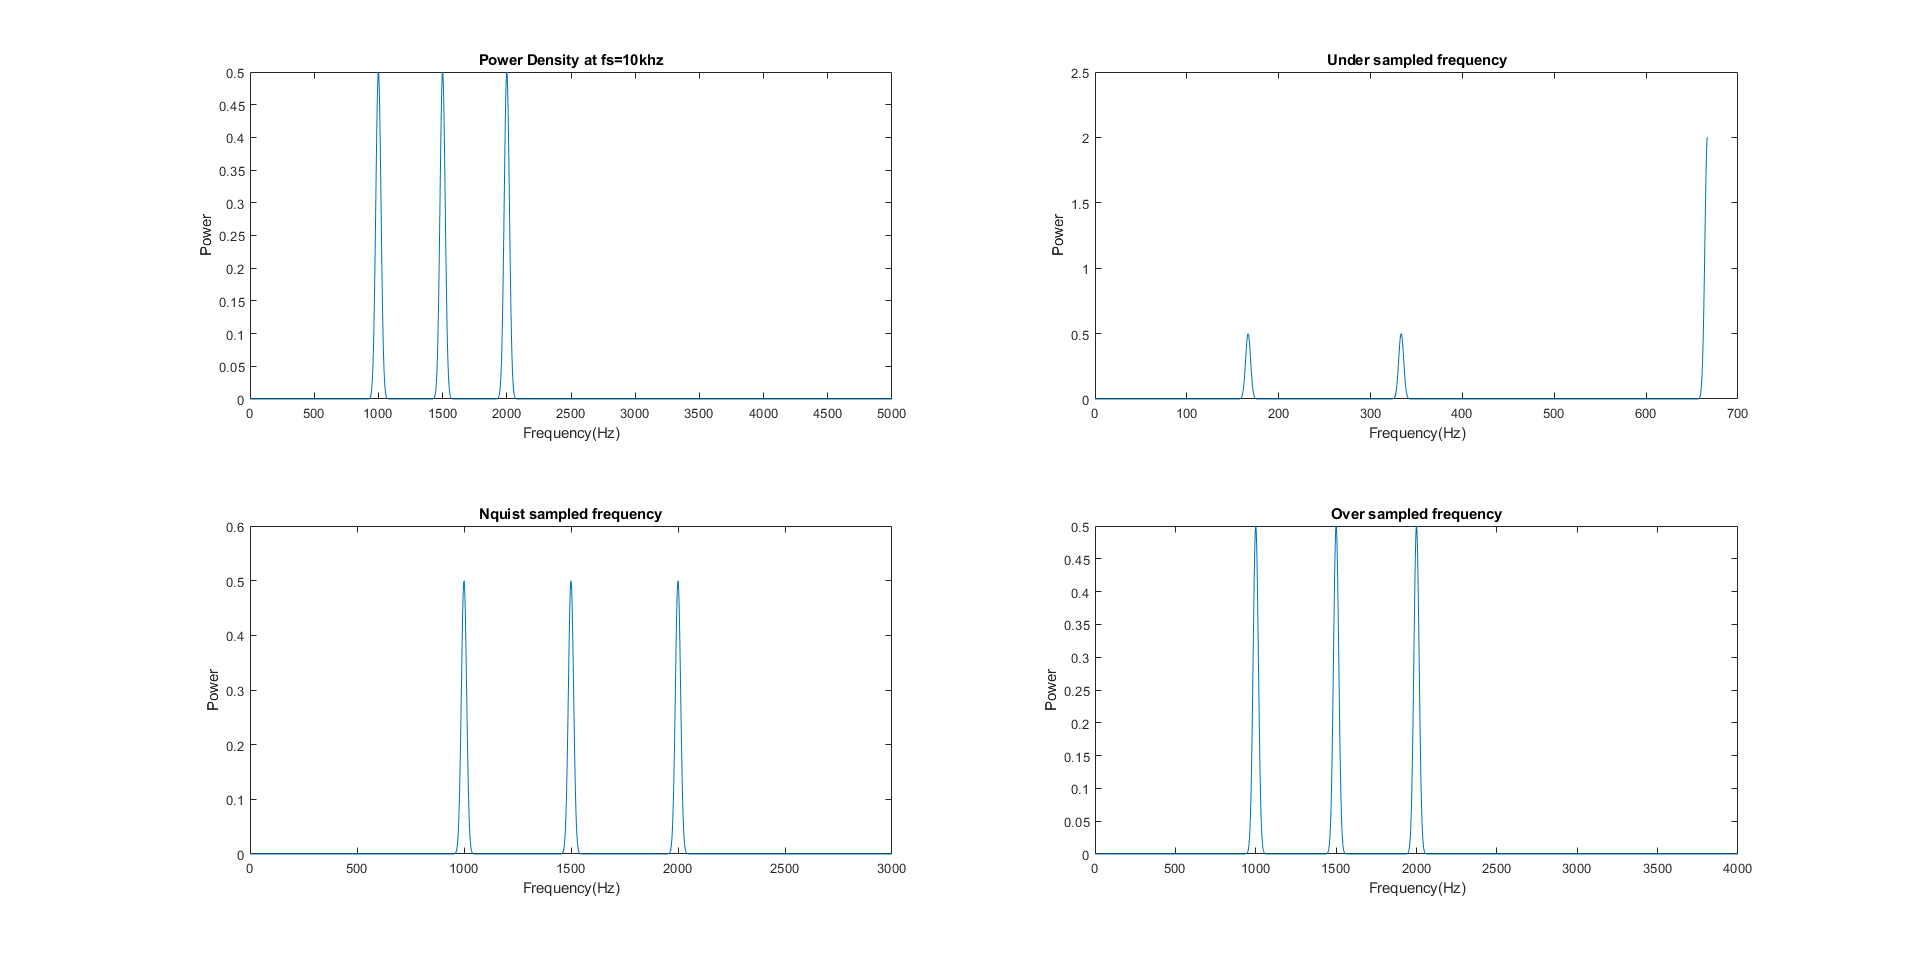 Power Density at fs=10khz
0.5
0.45
0.4
0.35
0.3
0.25
0.2
0.15
0.1
0.05
0
Power
0 500 1000 1500 2000 2500 3000 3500 4000 4500 5000
Frequency(Hz)
Under sampled frequency
2.5
2
1.5
1
0.5
0
Power
0 100 200 300 400 500 600 700
Frequency(Hz)
Nquist sampled frequency
0.6
0.5
0.4
0.3
0.2
0.1
0
Power
0 500 1000 1500 2000 2500 3000
Frequency(Hz)
Over sampled frequency
0.5
0.45
0.4
0.35
0.3
0.25
0.2
0.15
0.1
0.05
0
Power
0 500 1000 1500 2000 2500 3000 3500 4000
Frequency(Hz)